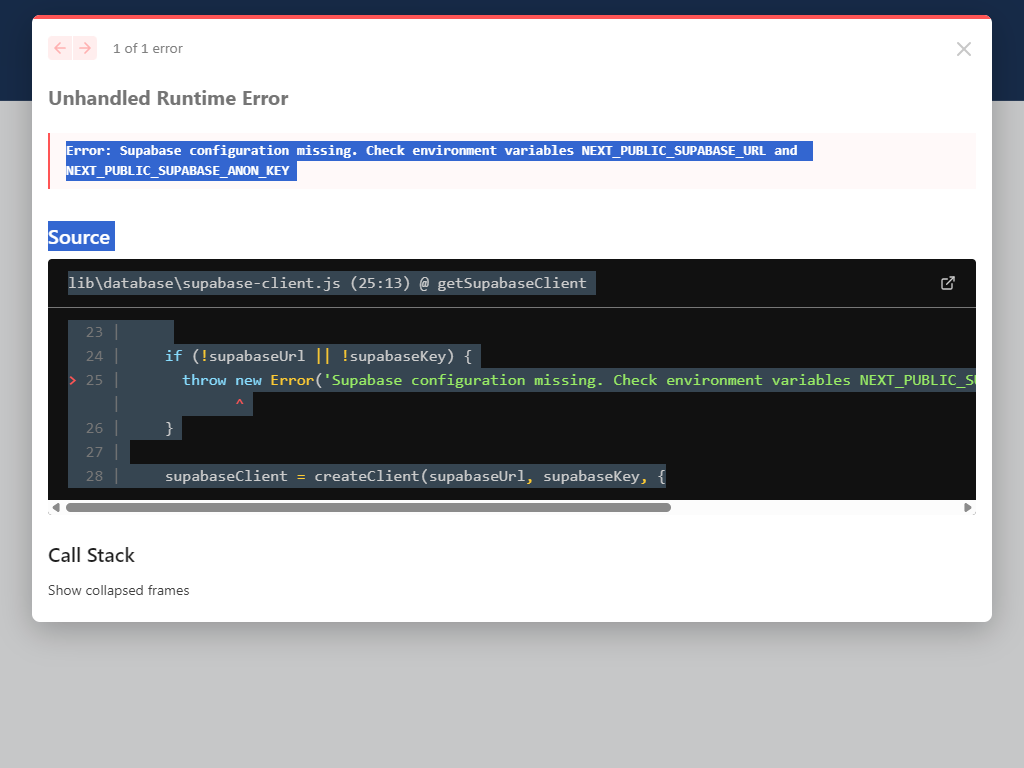 1 of 1 error
Unhandled Runtime Error
Error: Supabase configuration missing. Check environment variables NEXT_PUBLIC_SUPABASE_URL and
NEXT_PUBLIC_SUPABASE_ANON_KEY
Source
lib\database\supabase-client.js (25:13) @ getSupabaseClient
23 |
24 | if (!supabaseUrl || !supabaseKey) {
> 25 | throw new Error('Supabase configuration missing. Check environment variables NEXT_PUBLIC_SU
| ^
26 | }
27 |
28 | supabaseClient = createClient(supabaseUrl, supabaseKey, {
Call Stack
Show collapsed frames